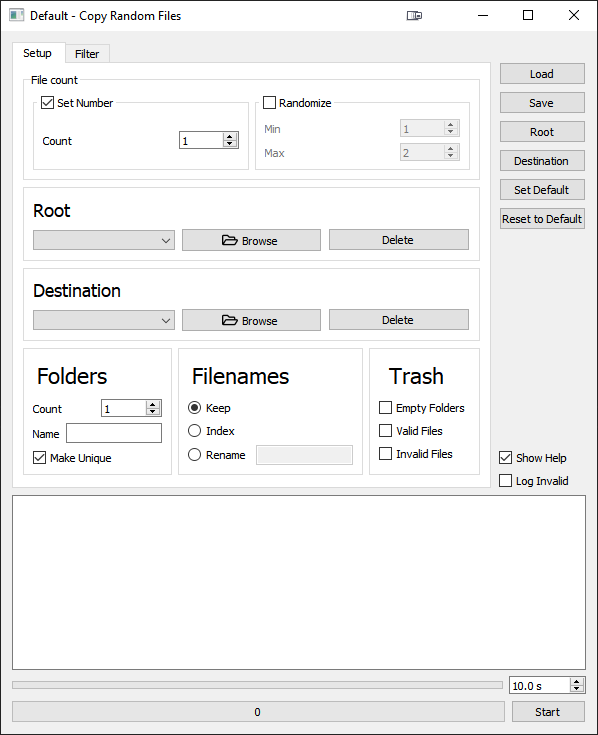 Default - Copy Random Files
Setup
Filter
File count
Set Number
Count
1
Randomize
Min
1
Max
2
Root
Browse
Delete
Destination
Browse
Delete
Folders
Count
1
Name
Make Unique
Filenames
Keep
Index
Rename
Trash
Empty Folders
Valid Files
Invalid Files
Load
Save
Root
Destination
Set Default
Reset to Default
Show Help
Log Invalid
10.0 s
0
Start